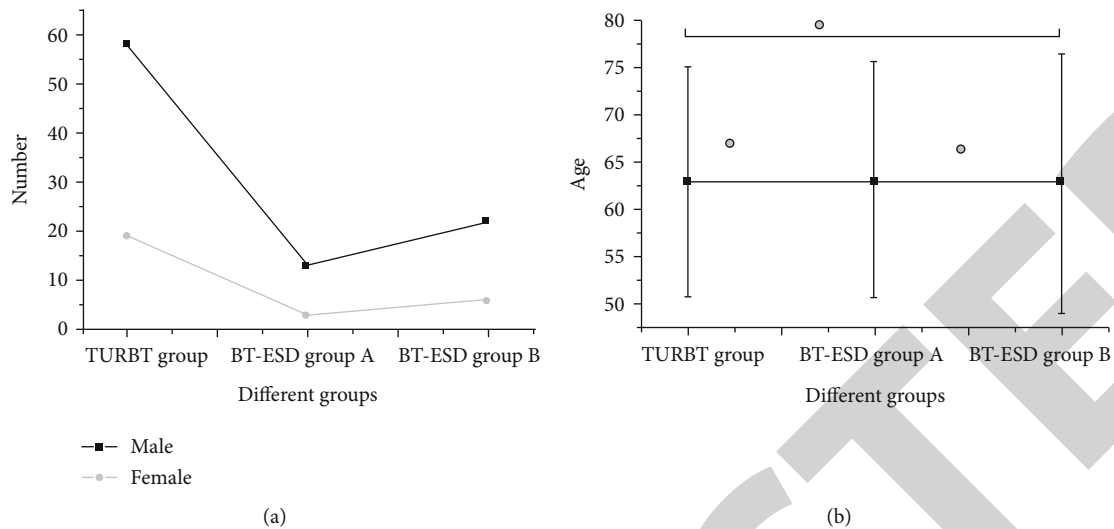 60
50
40
30
20
10
0
Number
TURBT group
BT-ESD group A
BT-ESD group B
Different groups
Male
Female
(a)
80
75
70
65
60
55
50
Age
TURBT group
BT-ESD group A
BT-ESD group B
Different groups
(b)